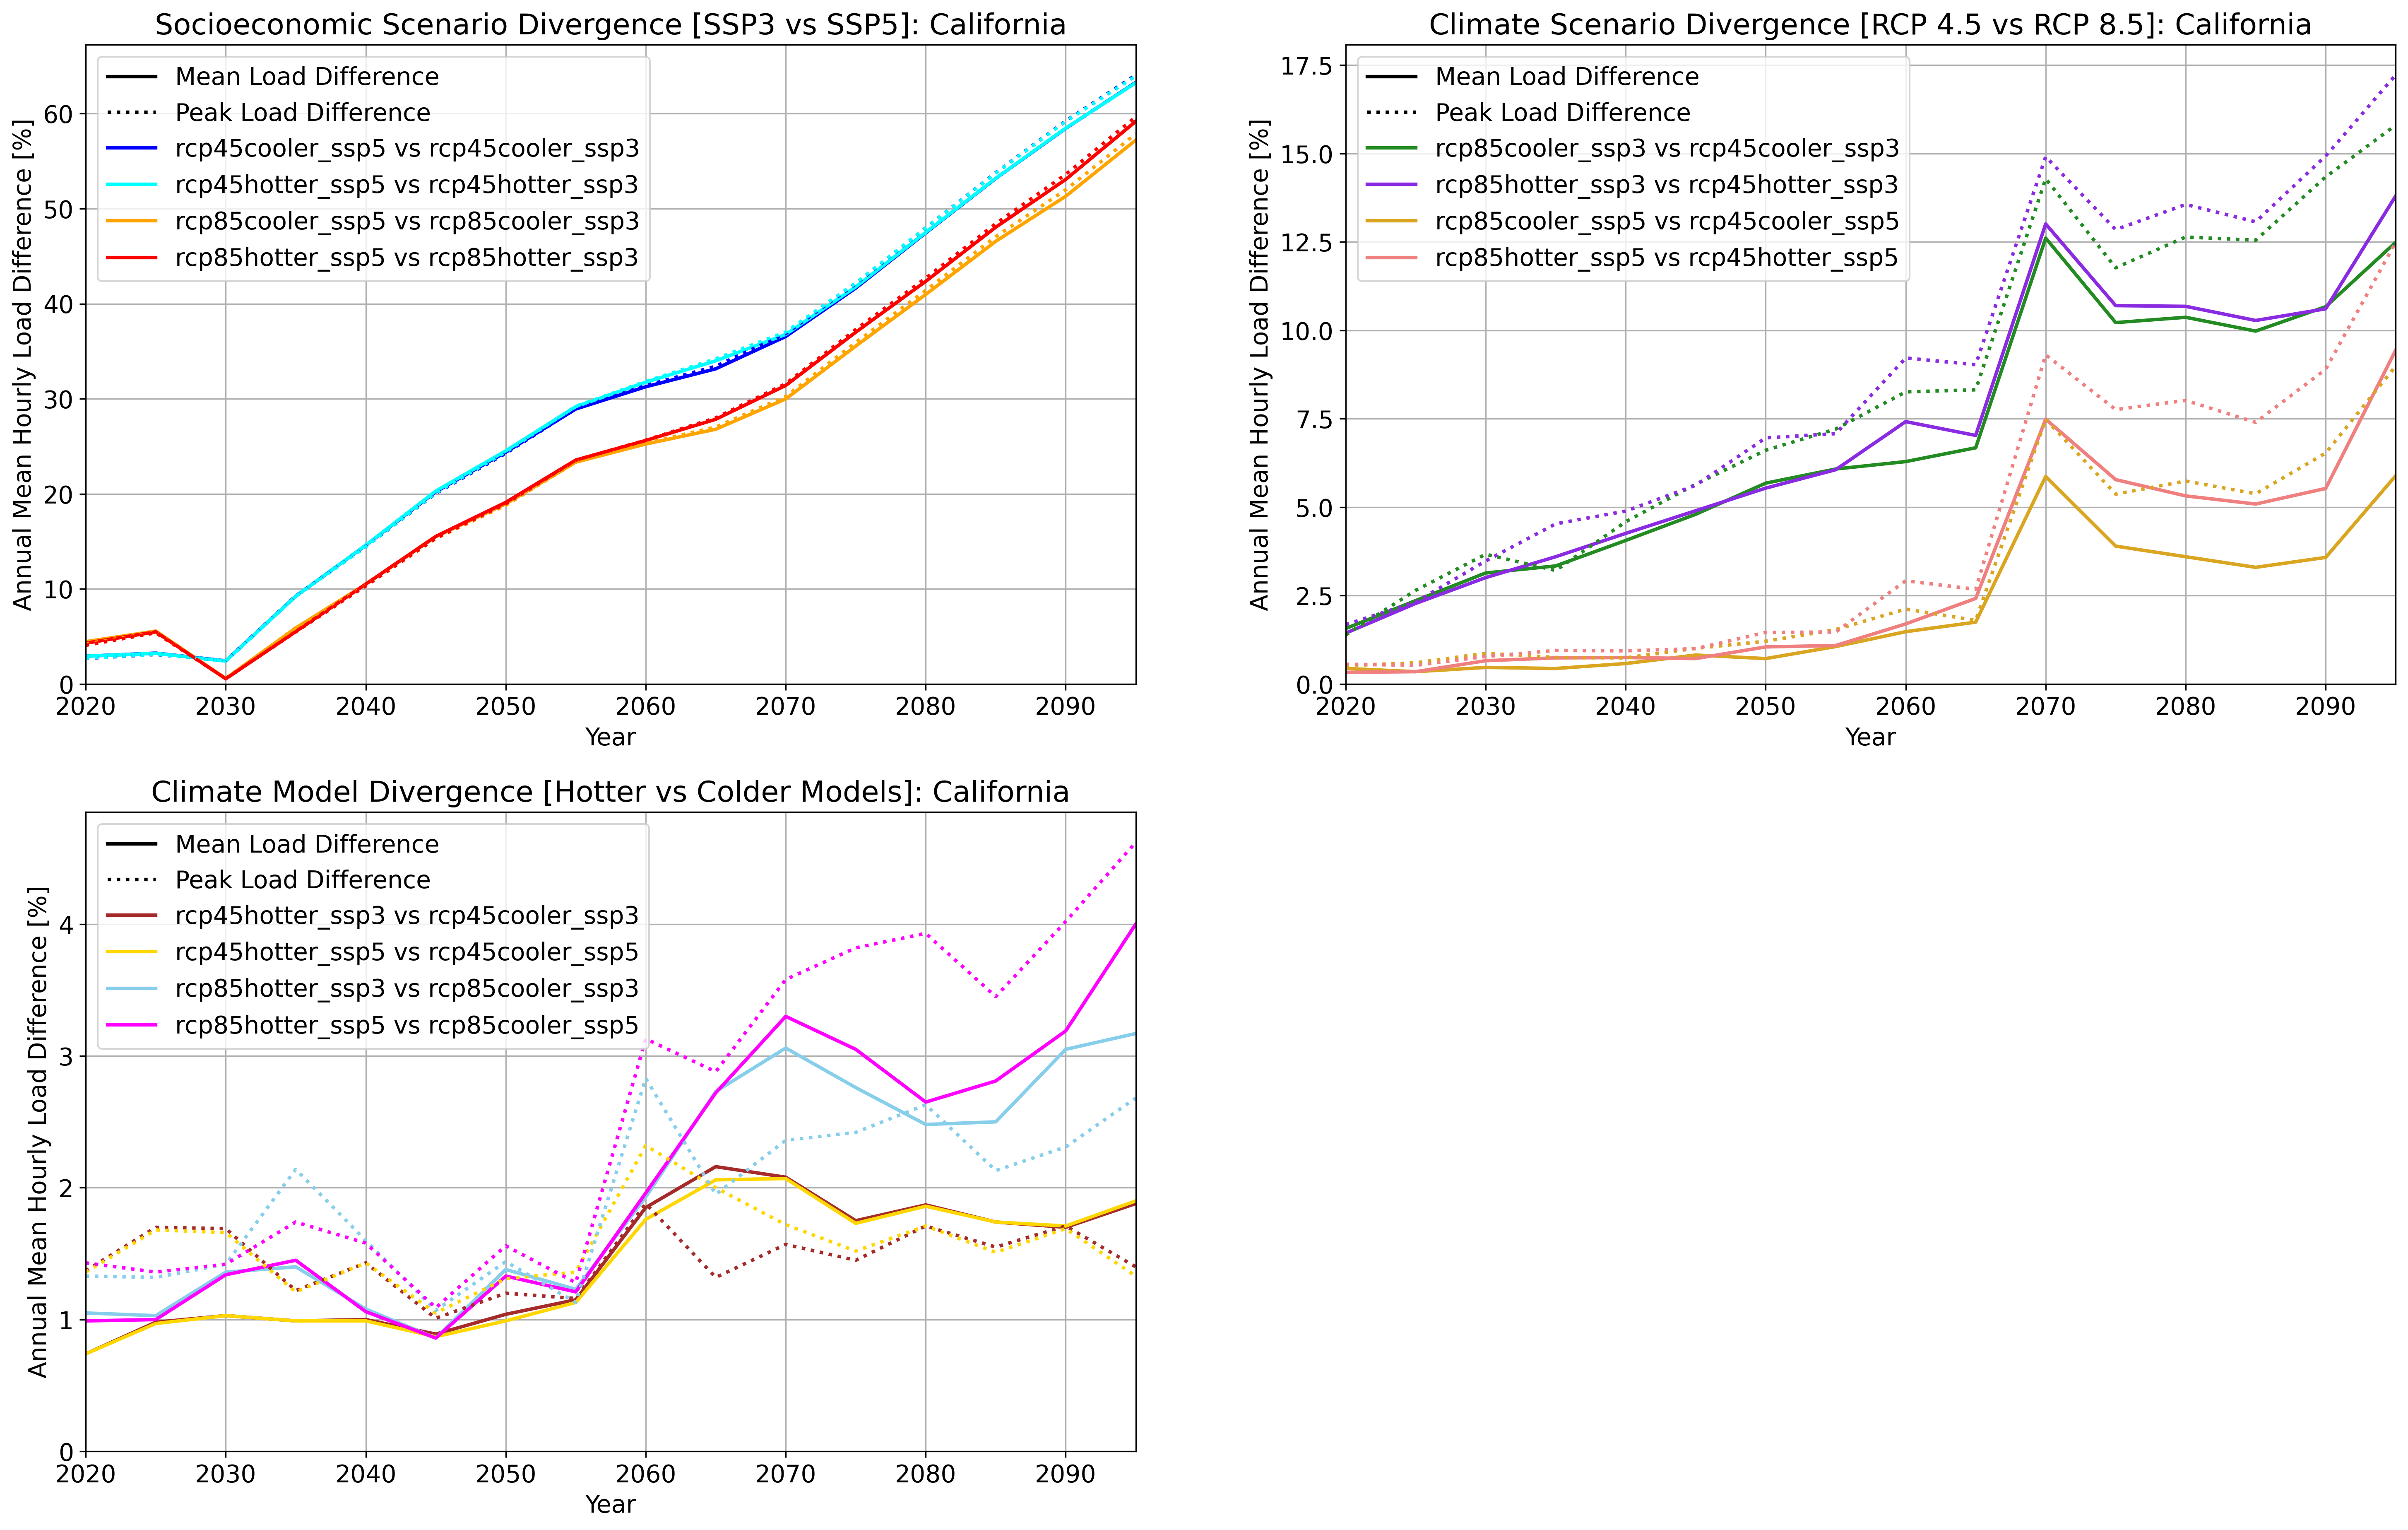 Socioeconomic Scenario Divergence [SSP3 vs SSP5]: California
Annual Mean Hourly Load Difference [%]
60
50
40
30
20
10
0
Mean Load Difference
Peak Load Difference
rcp45cooler_ssp5 vs rcp45cooler_ssp3
rcp45hotter_ssp5 vs rcp45hotter_ssp3
rcp85cooler_ssp5 vs rcp85cooler_ssp3
rcp85hotter_ssp5 vs rcp85hotter_ssp3
2020 2030 2040 2050 2060 2070 2080 2090
Year
Climate Scenario Divergence [RCP 4.5 vs RCP 8.5]: California
Annual Mean Hourly Load Difference [%]
17.5
15.0
12.5
10.0
7.5
5.0
2.5
0.0
Mean Load Difference
Peak Load Difference
rcp85cooler_ssp3 vs rcp45cooler_ssp3
rcp85hotter_ssp3 vs rcp45hotter_ssp3
rcp85cooler_ssp5 vs rcp45cooler_ssp5
rcp85hotter_ssp5 vs rcp45hotter_ssp5
2020 2030 2040 2050 2060 2070 2080 2090
Year
Climate Model Divergence [Hotter vs Colder Models]: California
Annual Mean Hourly Load Difference [%]
4
3
2
1
0
Mean Load Difference
Peak Load Difference
rcp45hotter_ssp3 vs rcp45cooler_ssp3
rcp45hotter_ssp5 vs rcp45cooler_ssp5
rcp85hotter_ssp3 vs rcp85cooler_ssp3
rcp85hotter_ssp5 vs rcp85cooler_ssp5
2020 2030 2040 2050 2060 2070 2080 2090
Year